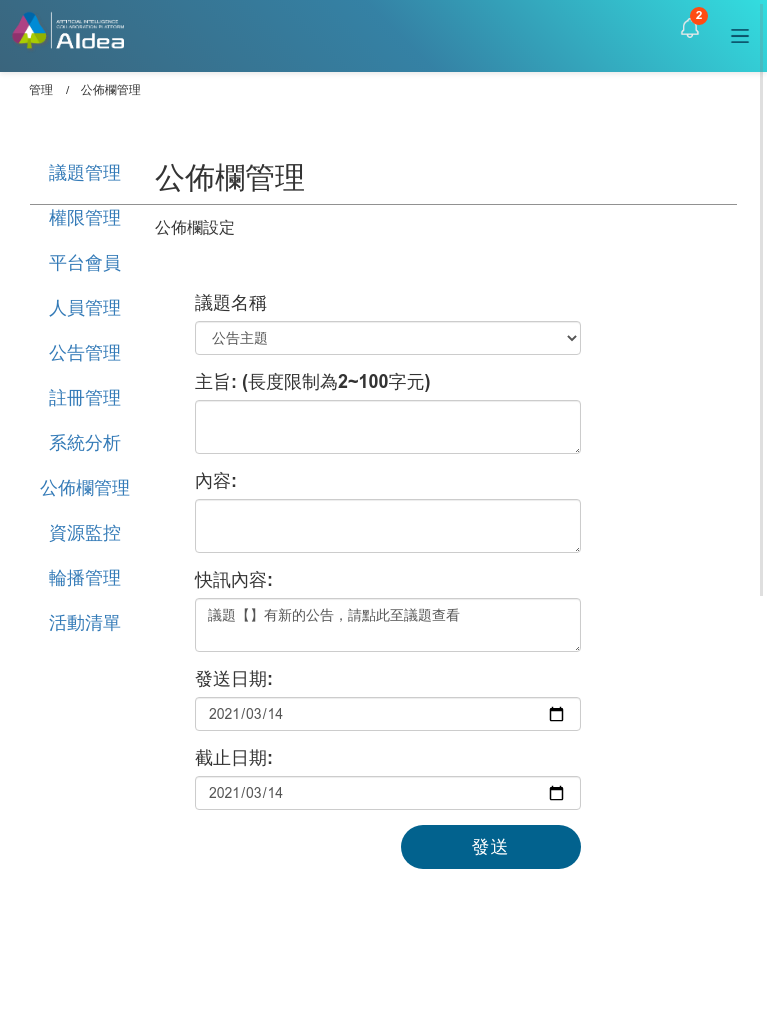 ARTIFICIAL INTELLIGENCE
COLLABORATION PLATFORM
AIdea
2
管理 / 公佈欄管理
議題管理
權限管理
平台會員
人員管理
公告管理
註冊管理
系統分析
公佈欄管理
資源監控
輪播管理
活動清單
公佈欄管理
公佈欄設定
議題名稱
公告主題
主旨: (長度限制為2~100字元)
內容:
快訊內容:
議題【】有新的公告，請點此至議題查看
發送日期:
2021/03/14
截止日期:
2021/03/14
發送